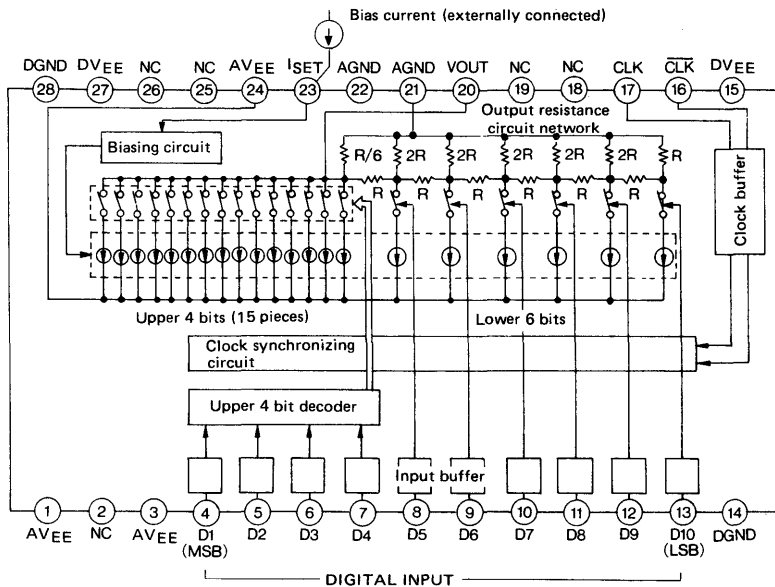 Bias current (externally connected)
DGND DVEE NC NC AVEE ISET AGND AGND VOUT NC NC CLK CLK DVEE
28 27 26 25 24 23 22 21 20 19 18 17 16 15
Output resistance
circuit network
Biasing circuit
R/6 2R 2R 2R 2R 2R R
R R R R R
Clock buffer
Upper 4 bits (15 pieces)
Lower 6 bits
Clock synchronizing
circuit
Upper 4 bit decoder
Input buffer
1 2 3 4 5 6 7 8 9 10 11 12 13 14
AVEE NC AVEE D1 D2 D3 D4 D5 D6 D7 D8 D9 D10 DGND
(MSB) (LSB)
DIGITAL INPUT